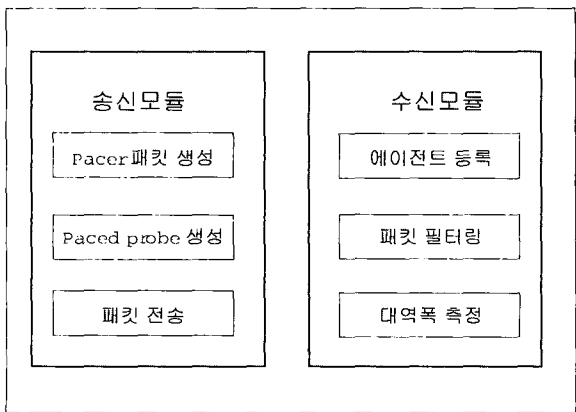 송신모듈
Pacer패킷 생성
Paced probe 생성
패킷 전송
수신모듈
에이전트 등록
패킷 필터링
대역폭 측정